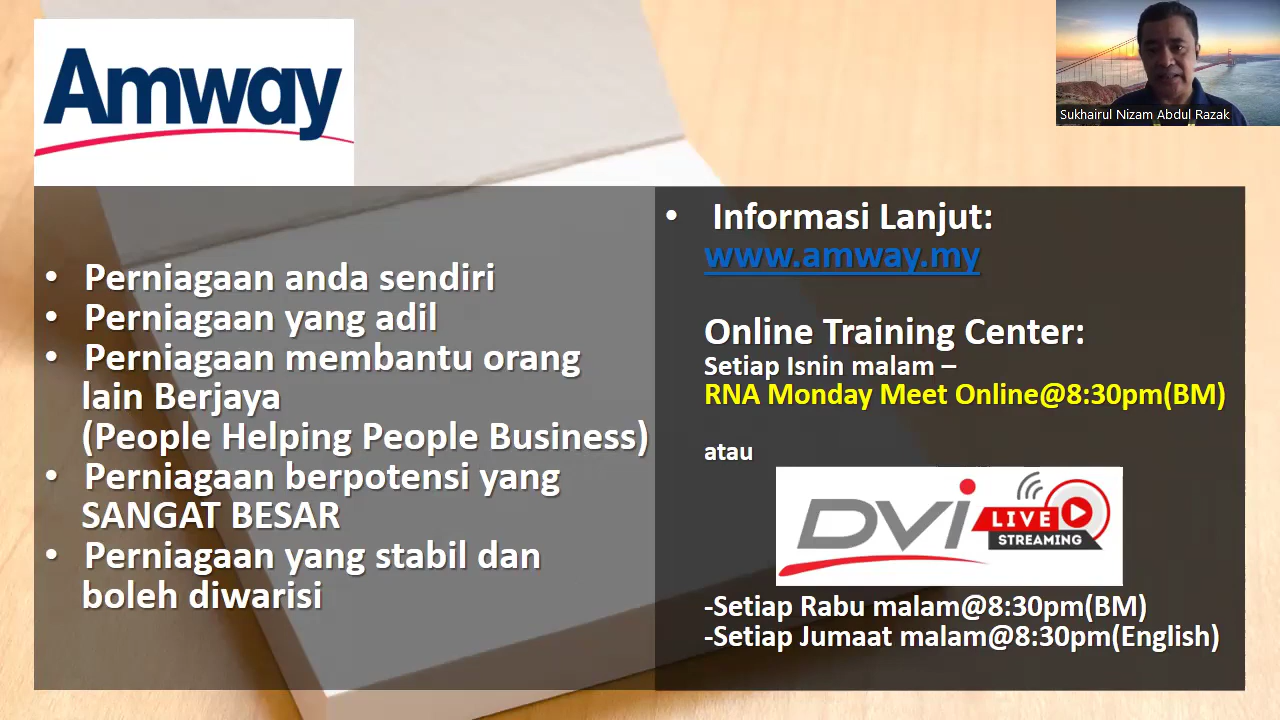 Amway
Sukhairul Nizam Abdul Razak
• Perniagaan anda sendiri
• Perniagaan yang adil
• Perniagaan membantu orang
lain Berjaya
(People Helping People Business)
• Perniagaan berpotensi yang
SANGAT BESAR
• Perniagaan yang stabil dan
boleh diwarisi
• Informasi Lanjut:
www.amway.my
Online Training Center:
Setiap Isnin malam –
RNA Monday Meet Online@8:30pm(BM)
atau
DVi LIVE
STREAMING
-Setiap Rabu malam@8:30pm(BM)
-Setiap Jumaat malam@8:30pm(English)